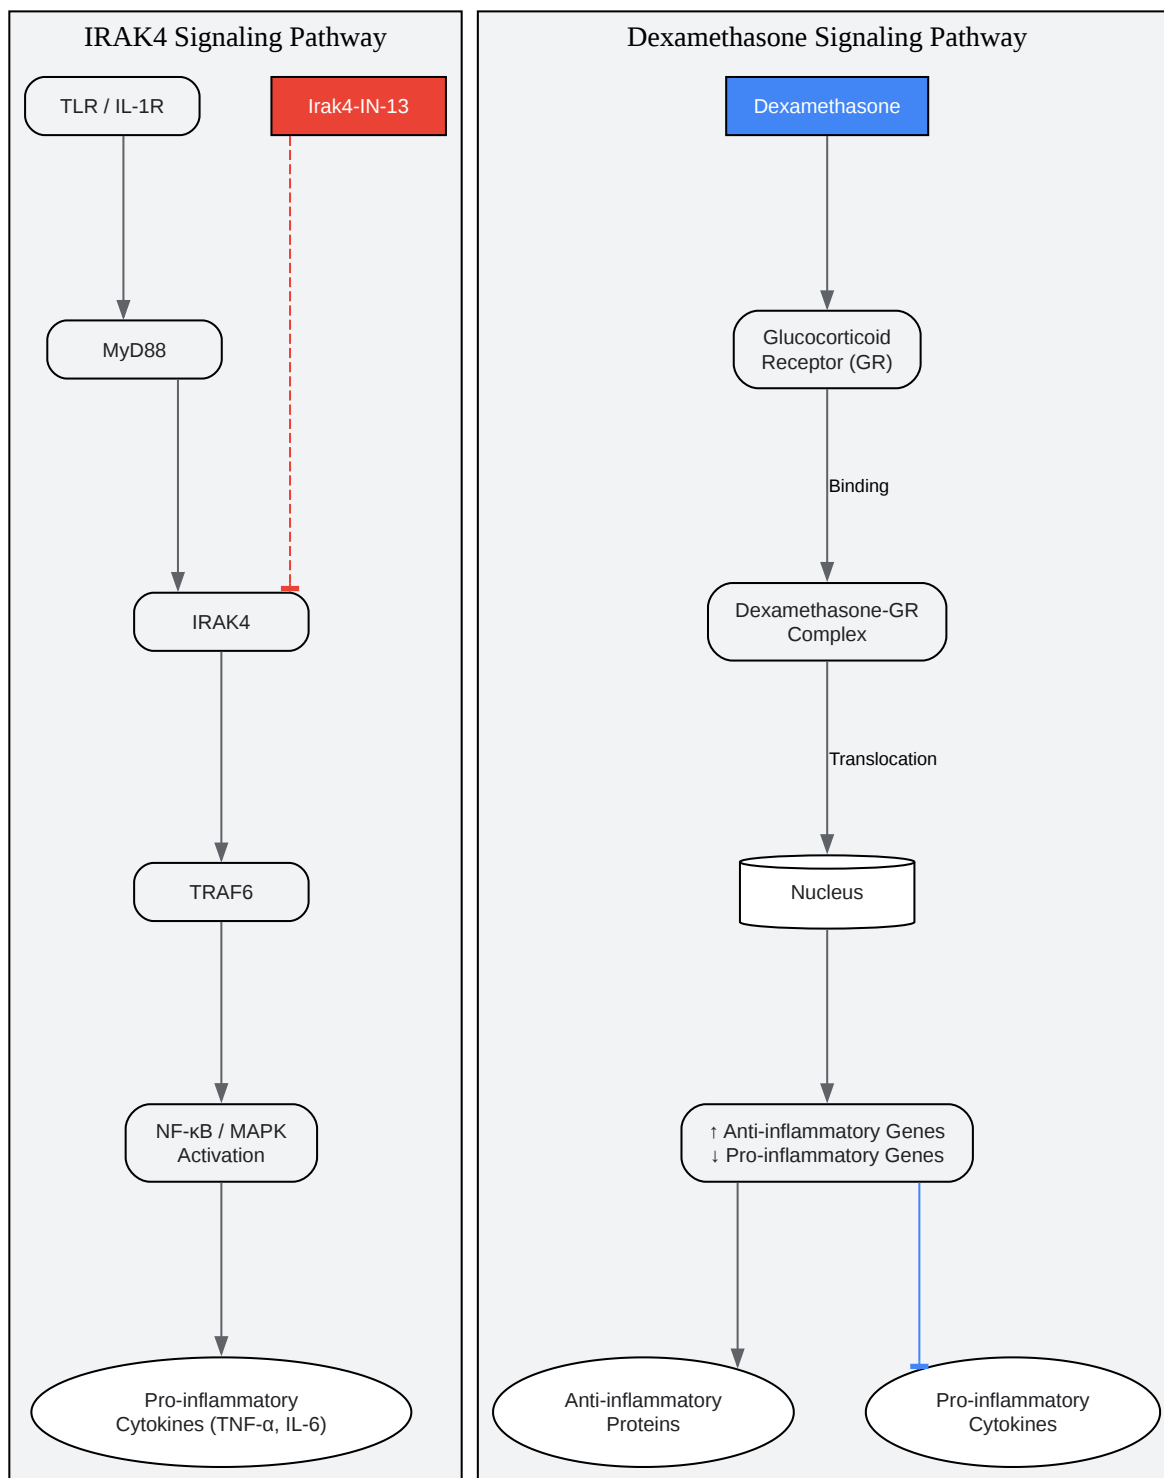 IRAK4 Signaling Pathway
TLR / IL-1R
Irak4-IN-13
MyD88
IRAK4
TRAF6
NF-κB / MAPK
Activation
Pro-inflammatory
Cytokines (TNF-α, IL-6)
Dexamethasone Signaling Pathway
Dexamethasone
Glucocorticoid
Receptor (GR)
Binding
Dexamethasone-GR
Complex
Translocation
Nucleus
↑ Anti-inflammatory Genes
↓ Pro-inflammatory Genes
Anti-inflammatory
Proteins
Pro-inflammatory
Cytokines